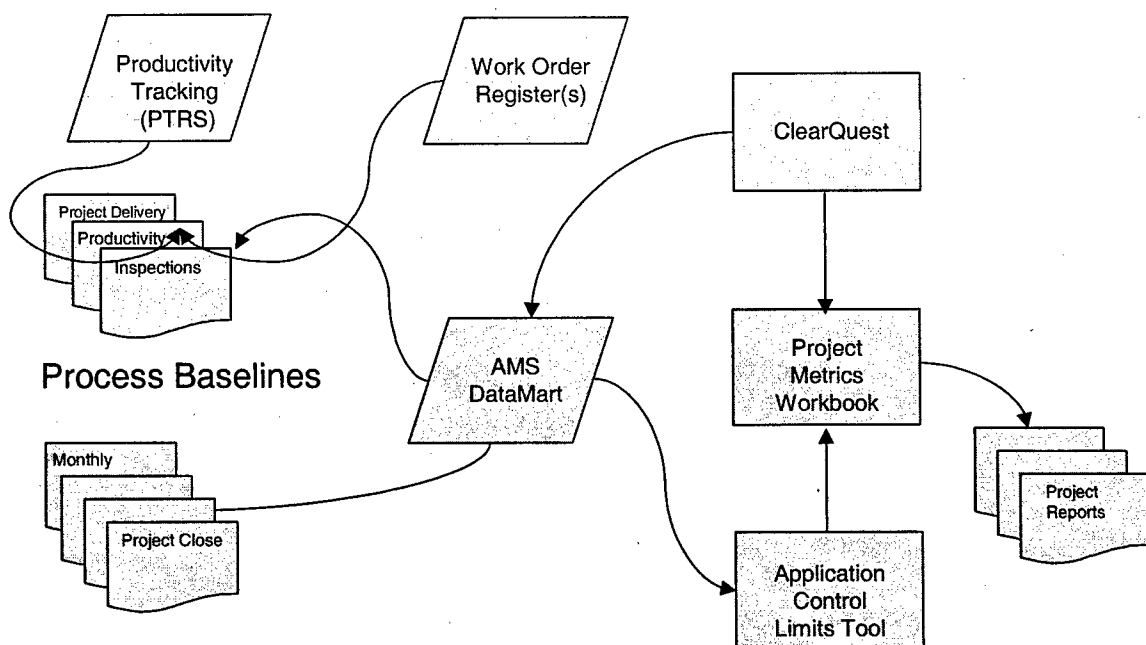 Productivity
Tracking
(PTRS)
Work Order
Register(s)
ClearQuest
Project Delivery
Productivity
Inspections
Process Baselines
AMS
DataMart
Project
Metrics
Workbook
Monthly
Project Close
Project
Reports
Application
Control
Limits Tool